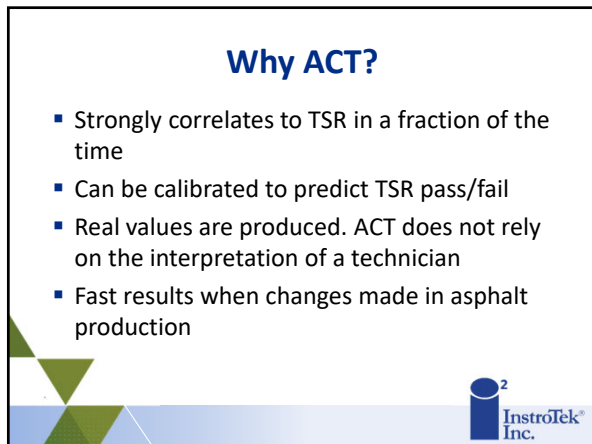 Why ACT?
▪ Strongly correlates to TSR in a fraction of the
time
▪ Can be calibrated to predict TSR pass/fail
▪ Real values are produced. ACT does not rely
on the interpretation of a technician
▪ Fast results when changes made in asphalt
production
i²
InstroTek®
Inc.